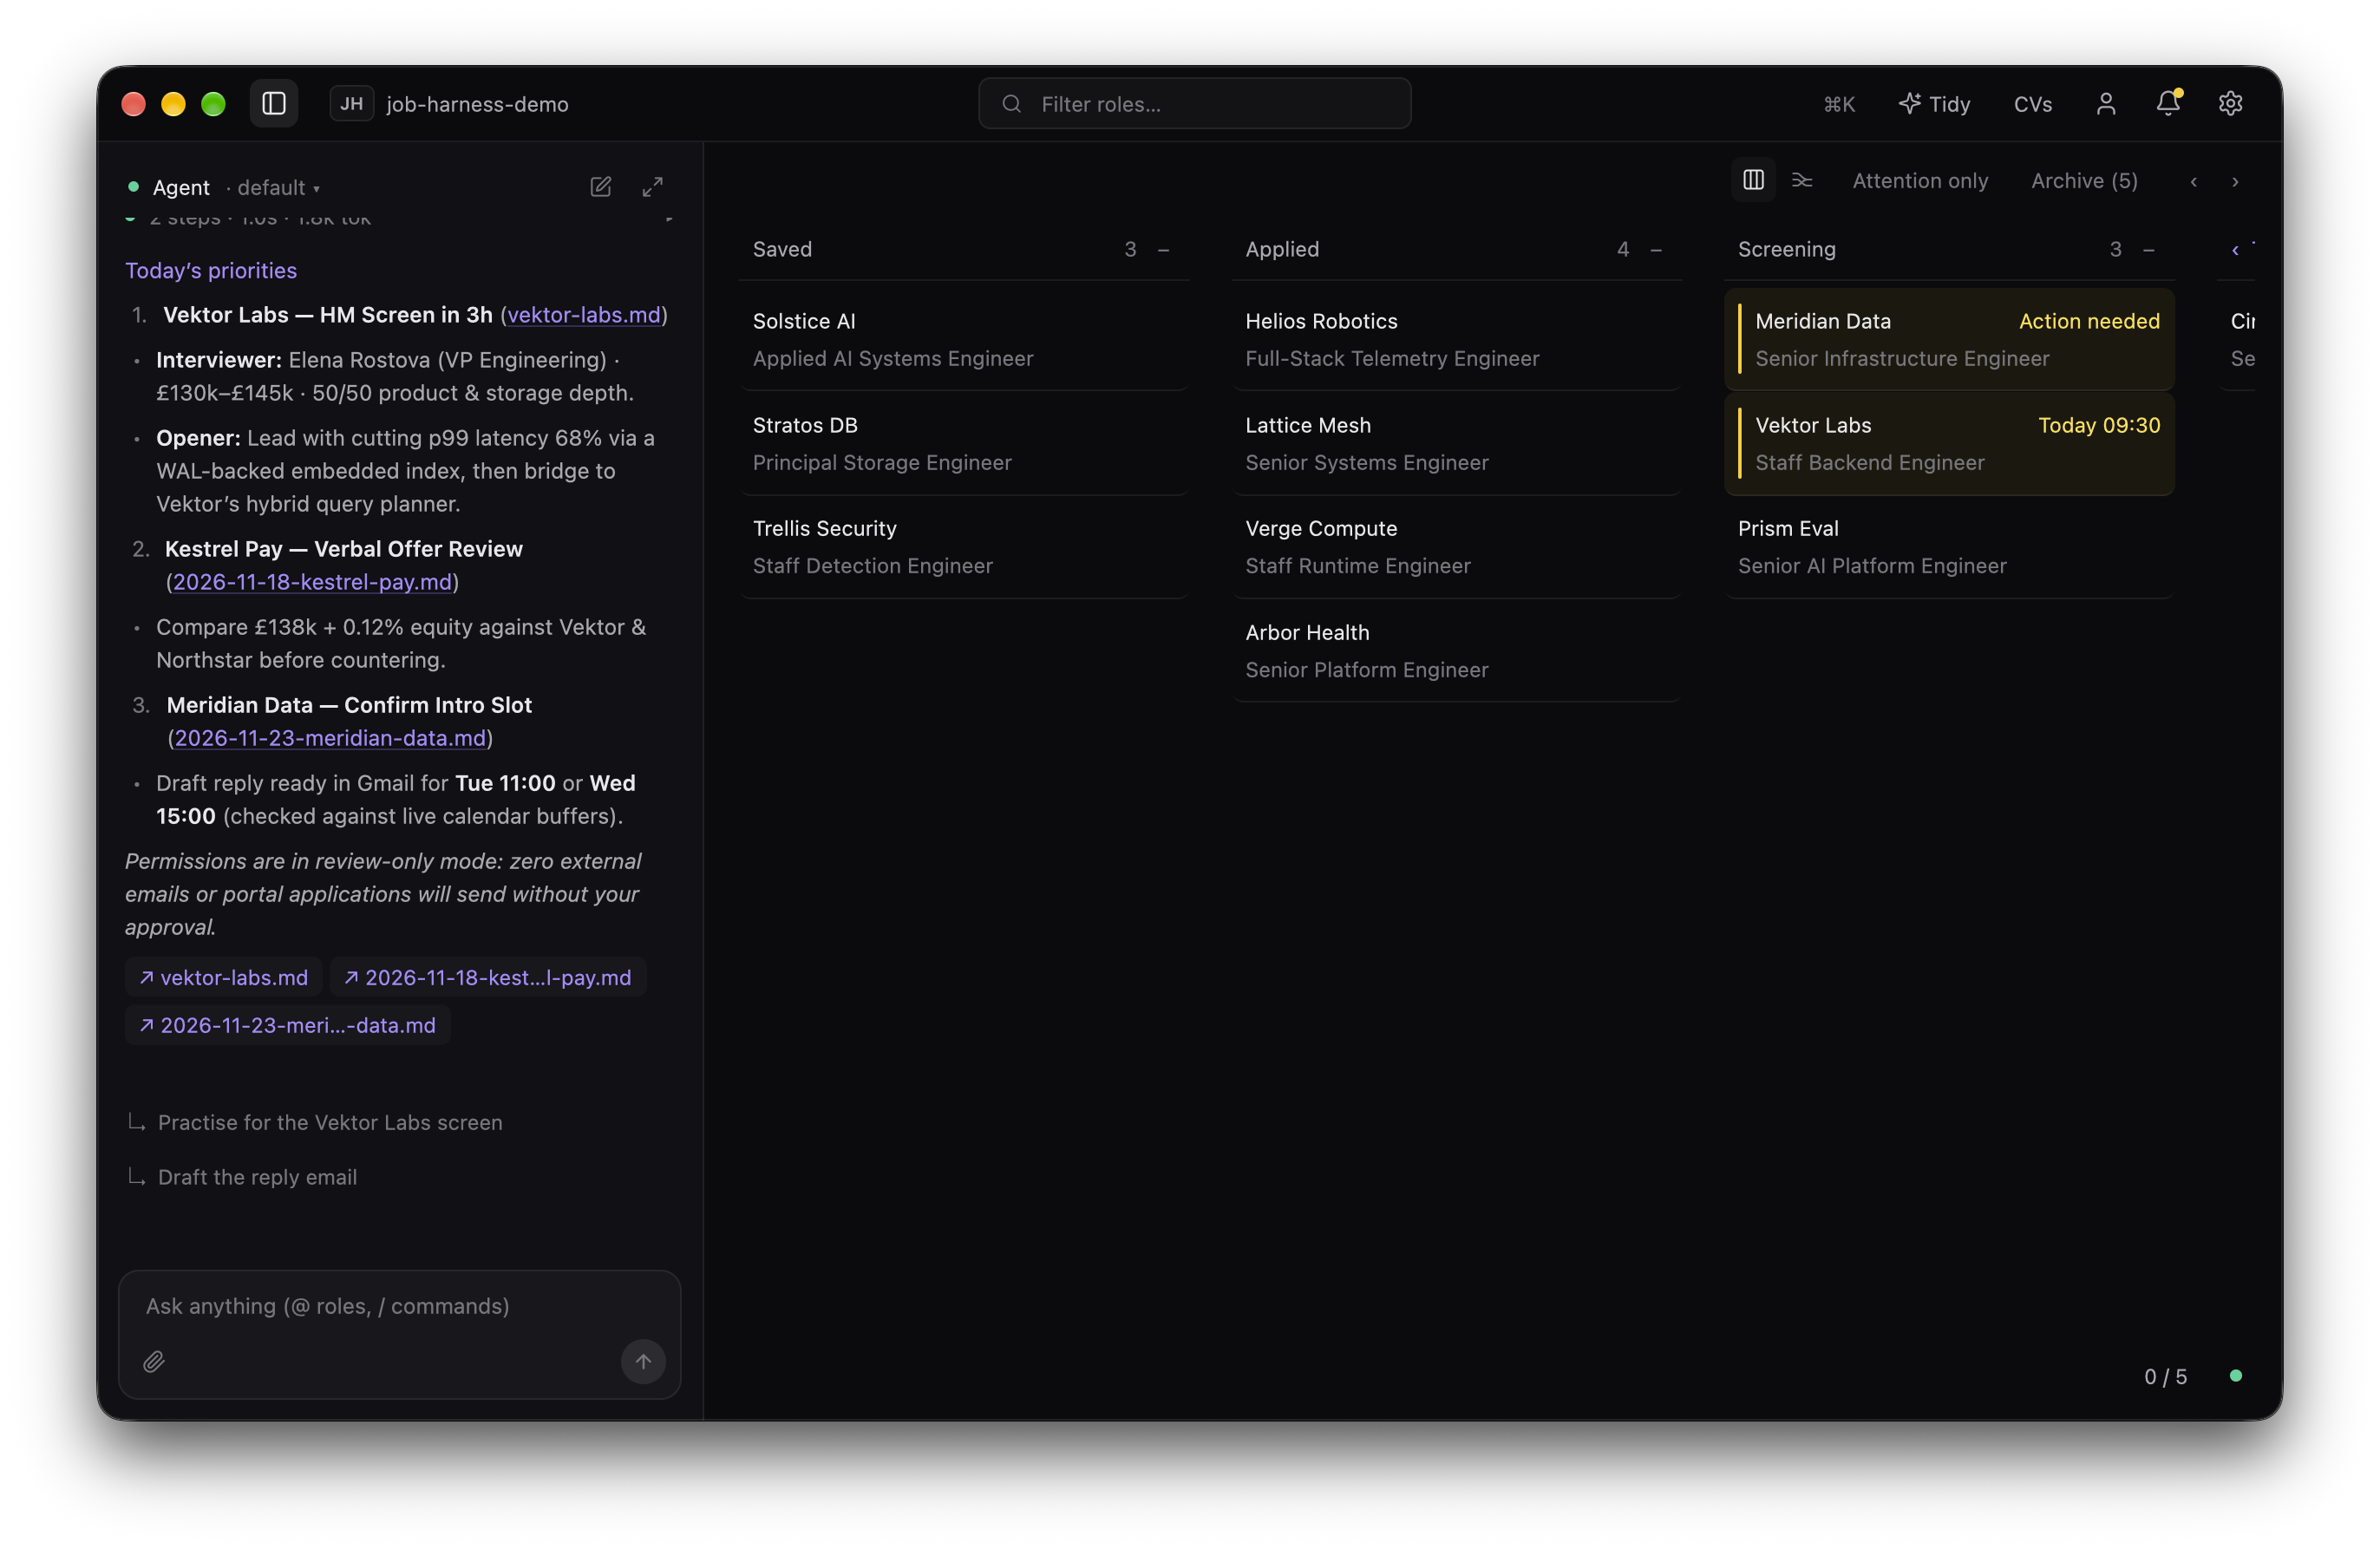 JH job-harness-demo
Filter roles...
⌘K
Tidy
CVs
Agent · default ▾
2 steps · 1.0s · 1.8k tok
Today's priorities
1. Vektor Labs — HM Screen in 3h (vektor-labs.md)
• Interviewer: Elena Rostova (VP Engineering) ·
£130k–£145k · 50/50 product & storage depth.
• Opener: Lead with cutting p99 latency 68% via a
WAL-backed embedded index, then bridge to
Vektor's hybrid query planner.
2. Kestrel Pay — Verbal Offer Review
(2026-11-18-kestrel-pay.md)
• Compare £138k + 0.12% equity against Vektor &
Northstar before countering.
3. Meridian Data — Confirm Intro Slot
(2026-11-23-meridian-data.md)
• Draft reply ready in Gmail for Tue 11:00 or Wed
15:00 (checked against live calendar buffers).
Permissions are in review-only mode: zero external
emails or portal applications will send without your
approval.
↗ vektor-labs.md ↗ 2026-11-18-kest...l-pay.md
↗ 2026-11-23-meri...-data.md
Practise for the Vektor Labs screen
Draft the reply email
Ask anything (@ roles, / commands)
Attention only
Archive (5)
‹ ›
Saved 3 –
Solstice AI
Applied AI Systems Engineer
Stratos DB
Principal Storage Engineer
Trellis Security
Staff Detection Engineer
Applied 4 –
Helios Robotics
Full-Stack Telemetry Engineer
Lattice Mesh
Senior Systems Engineer
Verge Compute
Staff Runtime Engineer
Arbor Health
Senior Platform Engineer
Screening 3 –
Meridian Data Action needed
Senior Infrastructure Engineer
Vektor Labs Today 09:30
Staff Backend Engineer
Prism Eval
Senior AI Platform Engineer
‹
Se
0 / 5